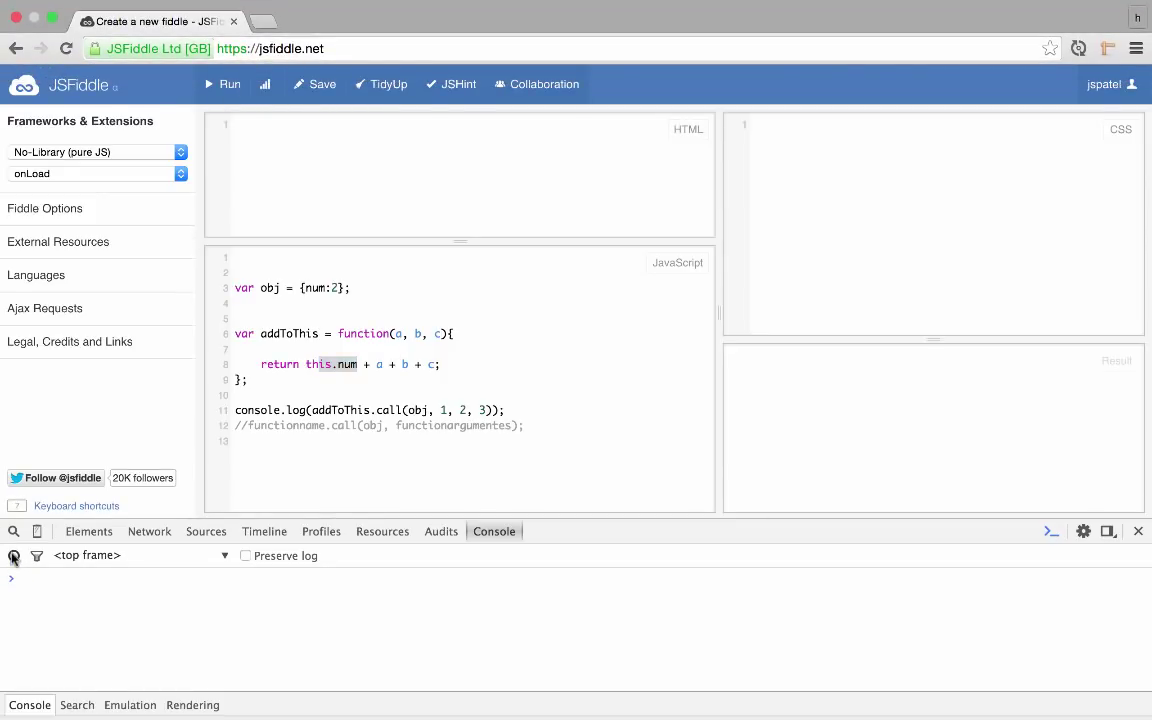 Create a new fiddle - JSFi
h
JSFiddle Ltd [GB] https://jsfiddle.net
JSFiddle α
Run
Save
TidyUp
JSHint
Collaboration
jspatel
Frameworks & Extensions
No-Library (pure JS)
onLoad
Fiddle Options
External Resources
Languages
Ajax Requests
Legal, Credits and Links
Follow @jsfiddle 20K followers
7 Keyboard shortcuts
1
HTML
1
CSS
JavaScript
1
2
3 var obj = {num:2};
4
5
6 var addToThis = function(a, b, c){
7
8 return this.num + a + b + c;
9 };
10
11 console.log(addToThis.call(obj, 1, 2, 3));
12 //functionname.call(obj, functionargumentes);
13
Result
Elements Network Sources Timeline Profiles Resources Audits Console
<top frame> ▼ Preserve log
>
Console Search Emulation Rendering